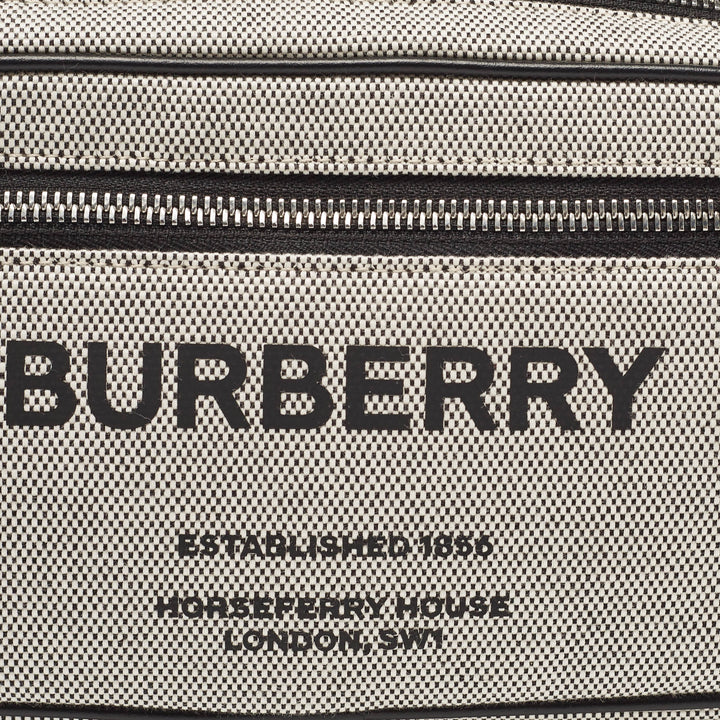 BURBERRY
ESTABLISHED 1856
HORSEFERRY HOUSE
LONDON, SW1